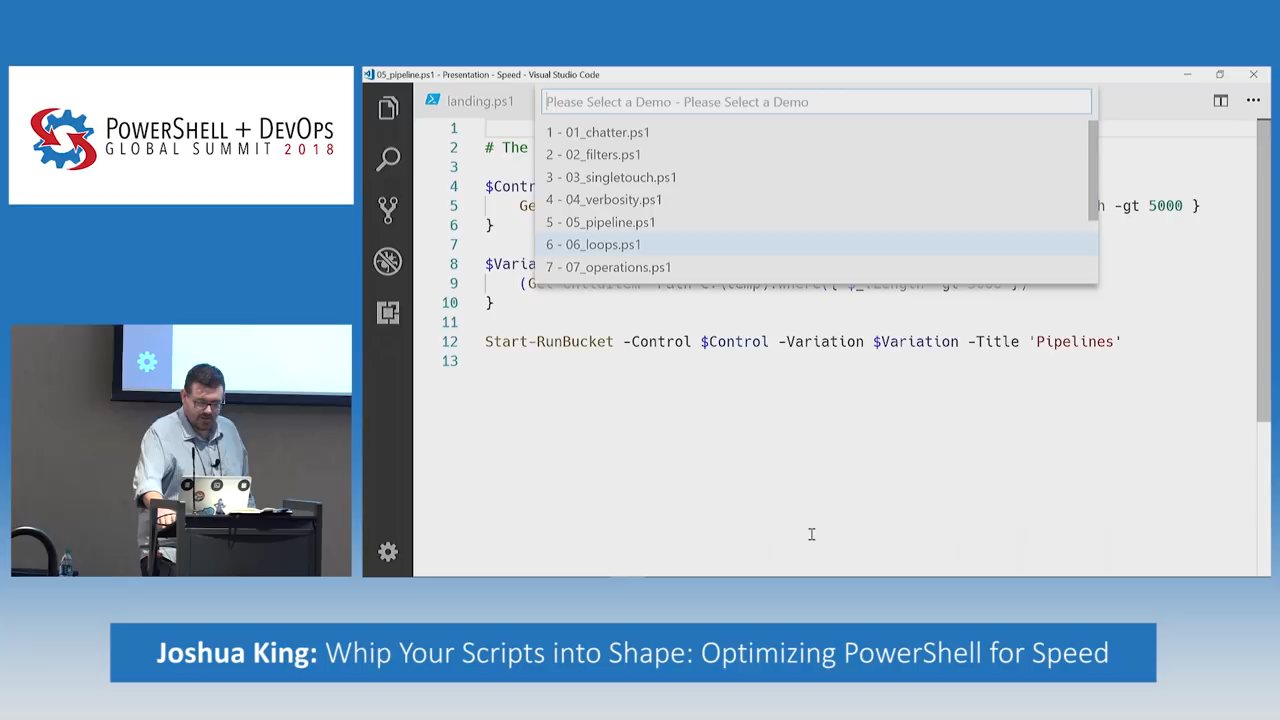 POWERSHELL + DEVOPS
GLOBAL SUMMIT 2018
05_pipeline.ps1 - Presentation - Speed - Visual Studio Code
landing.ps1
Please Select a Demo - Please Select a Demo
1 - 01_chatter.ps1
2 - 02_filters.ps1
3 - 03_singletouch.ps1
4 - 04_verbosity.ps1
5 - 05_pipeline.ps1
6 - 06_loops.ps1
7 - 07_operations.ps1
1
2 # The
3
4 $Contr
5 Ge h -gt 5000 }
6 }
7
8 $Varia
9
10 }
11
12 Start-RunBucket -Control $Control -Variation $Variation -Title 'Pipelines'
13
Joshua King: Whip Your Scripts into Shape: Optimizing PowerShell for Speed